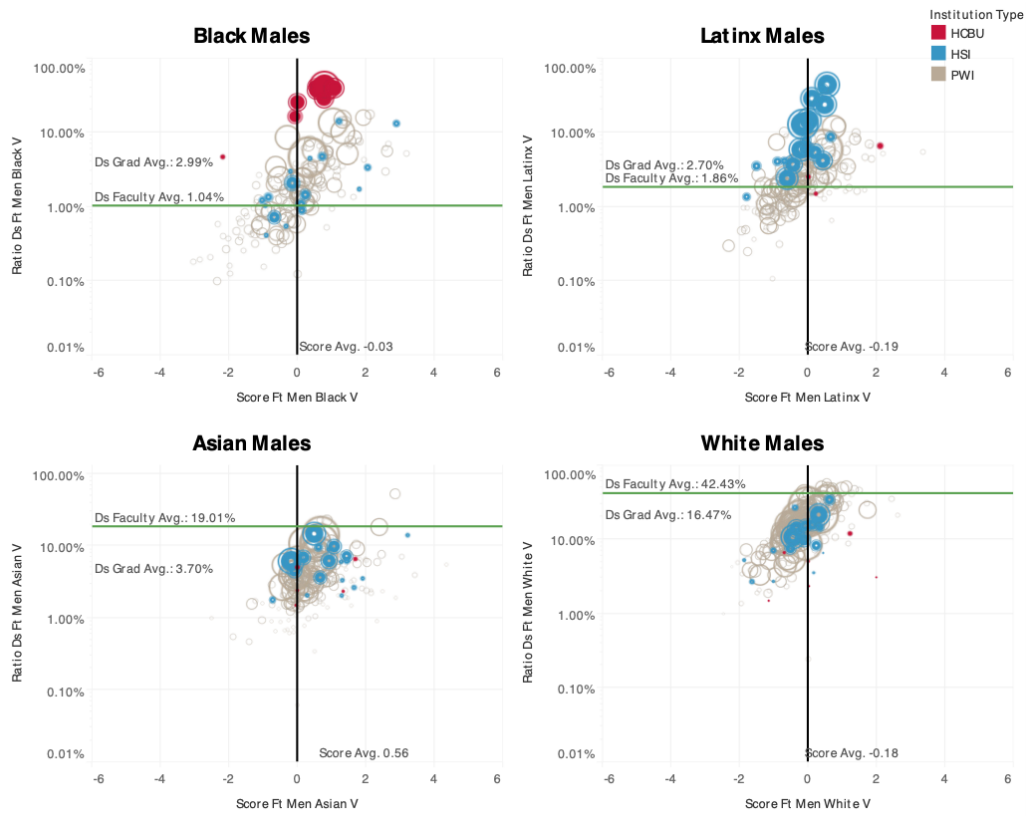 Institution Type
HCBU
HSI
PWI
Black Males
100.00%
10.00%
1.00%
0.10%
0.01%
Ratio Ds Ft Men Black V
Ds Grad Avg.: 2.99%
Ds Faculty Avg.: 1.04%
Score Avg. -0.03
-6 -4 -2 0 2 4 6
Score Ft Men Black V
Latinx Males
100.00%
10.00%
1.00%
0.10%
0.01%
Ratio Ds Ft Men Latinx V
Ds Grad Avg.: 2.70%
Ds Faculty Avg.: 1.86%
Score Avg. -0.19
-6 -4 -2 0 2 4 6
Score Ft Men Latinx V
Asian Males
100.00%
10.00%
1.00%
0.10%
0.01%
Ratio Ds Ft Men Asian V
Ds Faculty Avg.: 19.01%
Ds Grad Avg.: 3.70%
Score Avg. 0.56
-6 -4 -2 0 2 4 6
Score Ft Men Asian V
White Males
100.00%
10.00%
1.00%
0.10%
0.01%
Ratio Ds Ft Men White V
Ds Faculty Avg.: 42.43%
Ds Grad Avg.: 16.47%
Score Avg. -0.18
-6 -4 -2 0 2 4 6
Score Ft Men White V